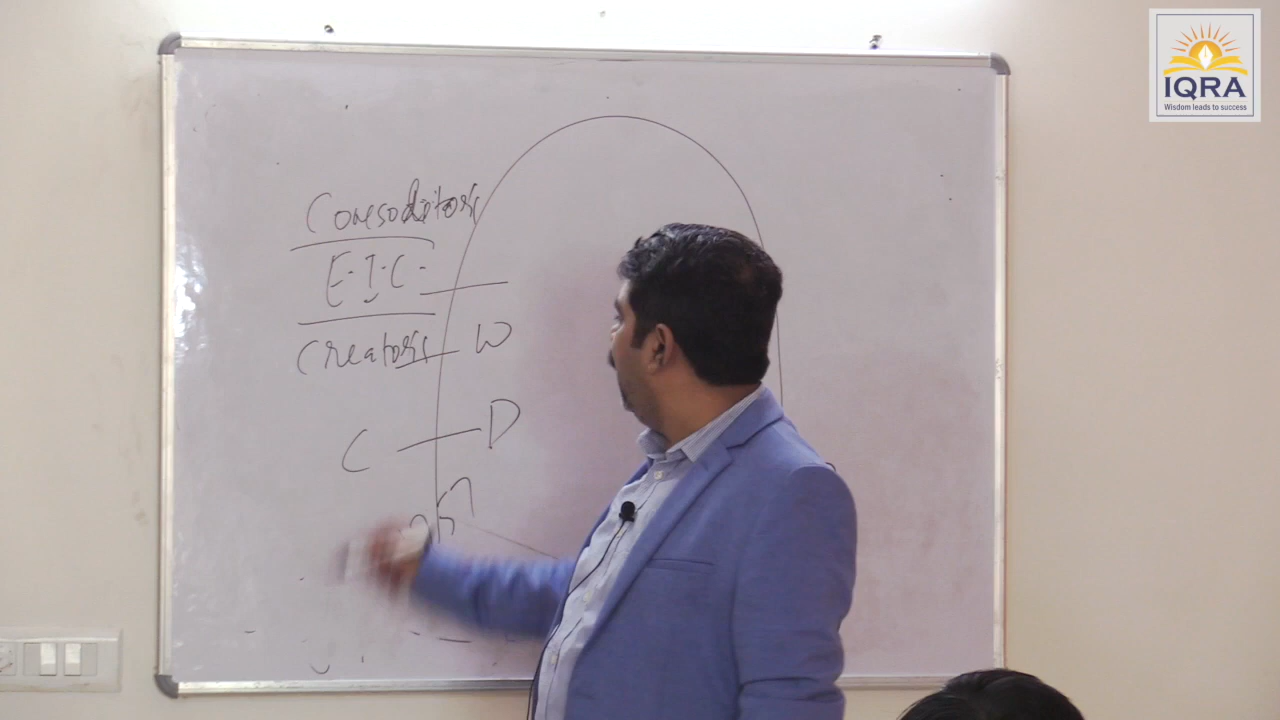 Consoditors
E.I.C.
Creators W
C D
IQRA
Wisdom leads to success